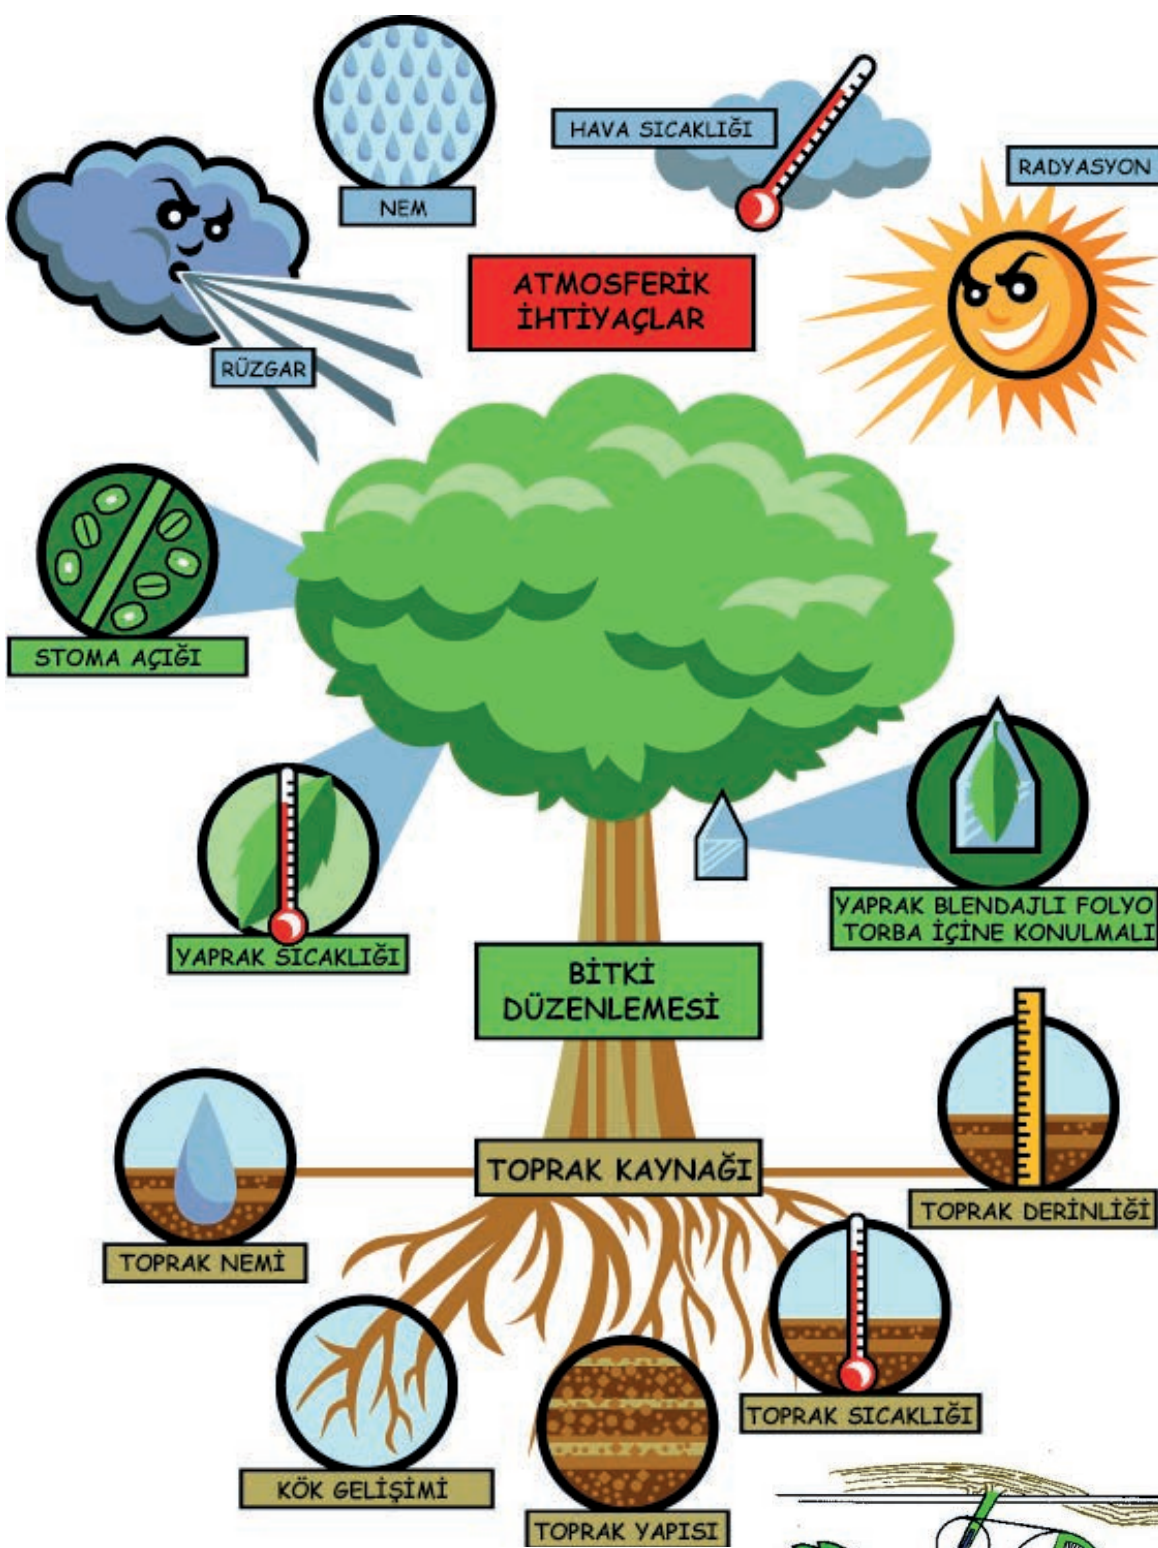 NEM
HAVA SICAKLIĞI
RADYASYON
ATMOSFERİK
İHTİYAÇLAR
RÜZGAR
STOMA AÇIĞI
YAPRAK SICAKLIĞI
YAPRAK BLENDAJLI FOLYO
TORBA İÇİNE KONULMALI
BİTKİ
DÜZENLEMESİ
TOPRAK KAYNAĞI
TOPRAK DERİNLİĞİ
TOPRAK NEMİ
TOPRAK SICAKLIĞI
KÖK GELİŞİMİ
TOPRAK YAPISI